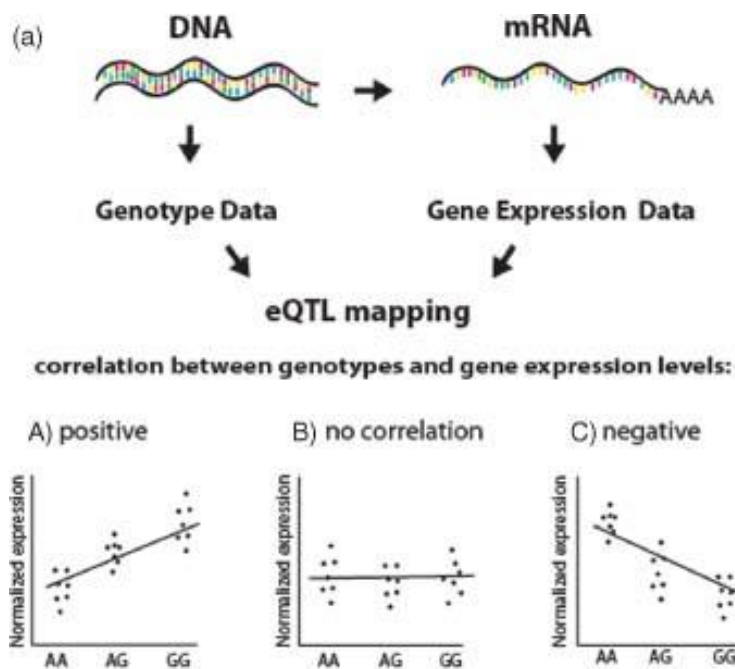 (a)
DNA
mRNA
AAAA
Genotype Data
Gene Expression Data
eQTL mapping
correlation between genotypes and gene expression levels:
A) positive
B) no correlation
C) negative
Normalized expression
AA AG GG
Normalized expression
AA AG GG
Normalized expression
AA AG GG